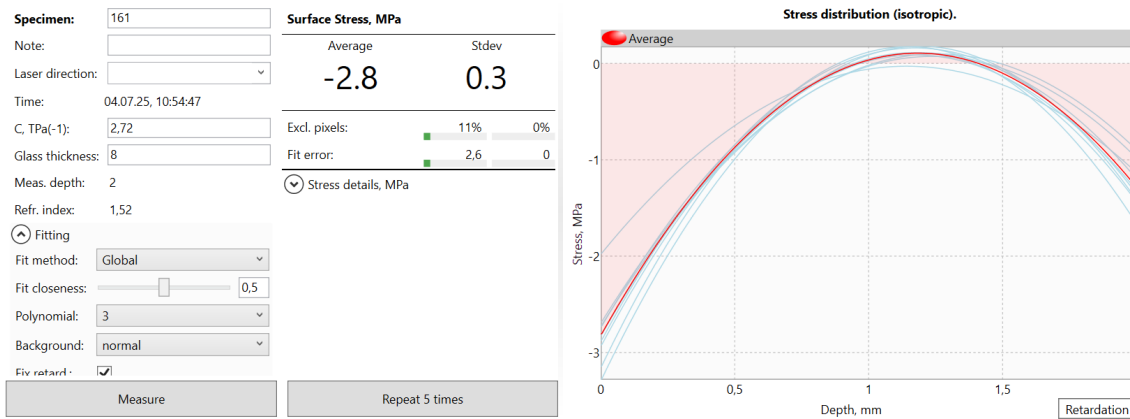 Specimen: 161
Note:
Laser direction:
Time: 04.07.25, 10:54:47
C, TPa(-1): 2,72
Glass thickness: 8
Meas. depth: 2
Refr. index: 1,52
Fitting
Fit method: Global
Fit closeness: 0,5
Polynomial: 3
Background: normal
Fix retard.:
Measure
Surface Stress, MPa
Average Stdev
-2.8 0.3
Excl. pixels: 11% 0%
Fit error: 2,6 0
Stress details, MPa
Repeat 5 times
Stress distribution (isotropic).
Average
0
-1
-2
-3
Stress, MPa
0 0,5 1 1,5
Depth, mm
Retardation